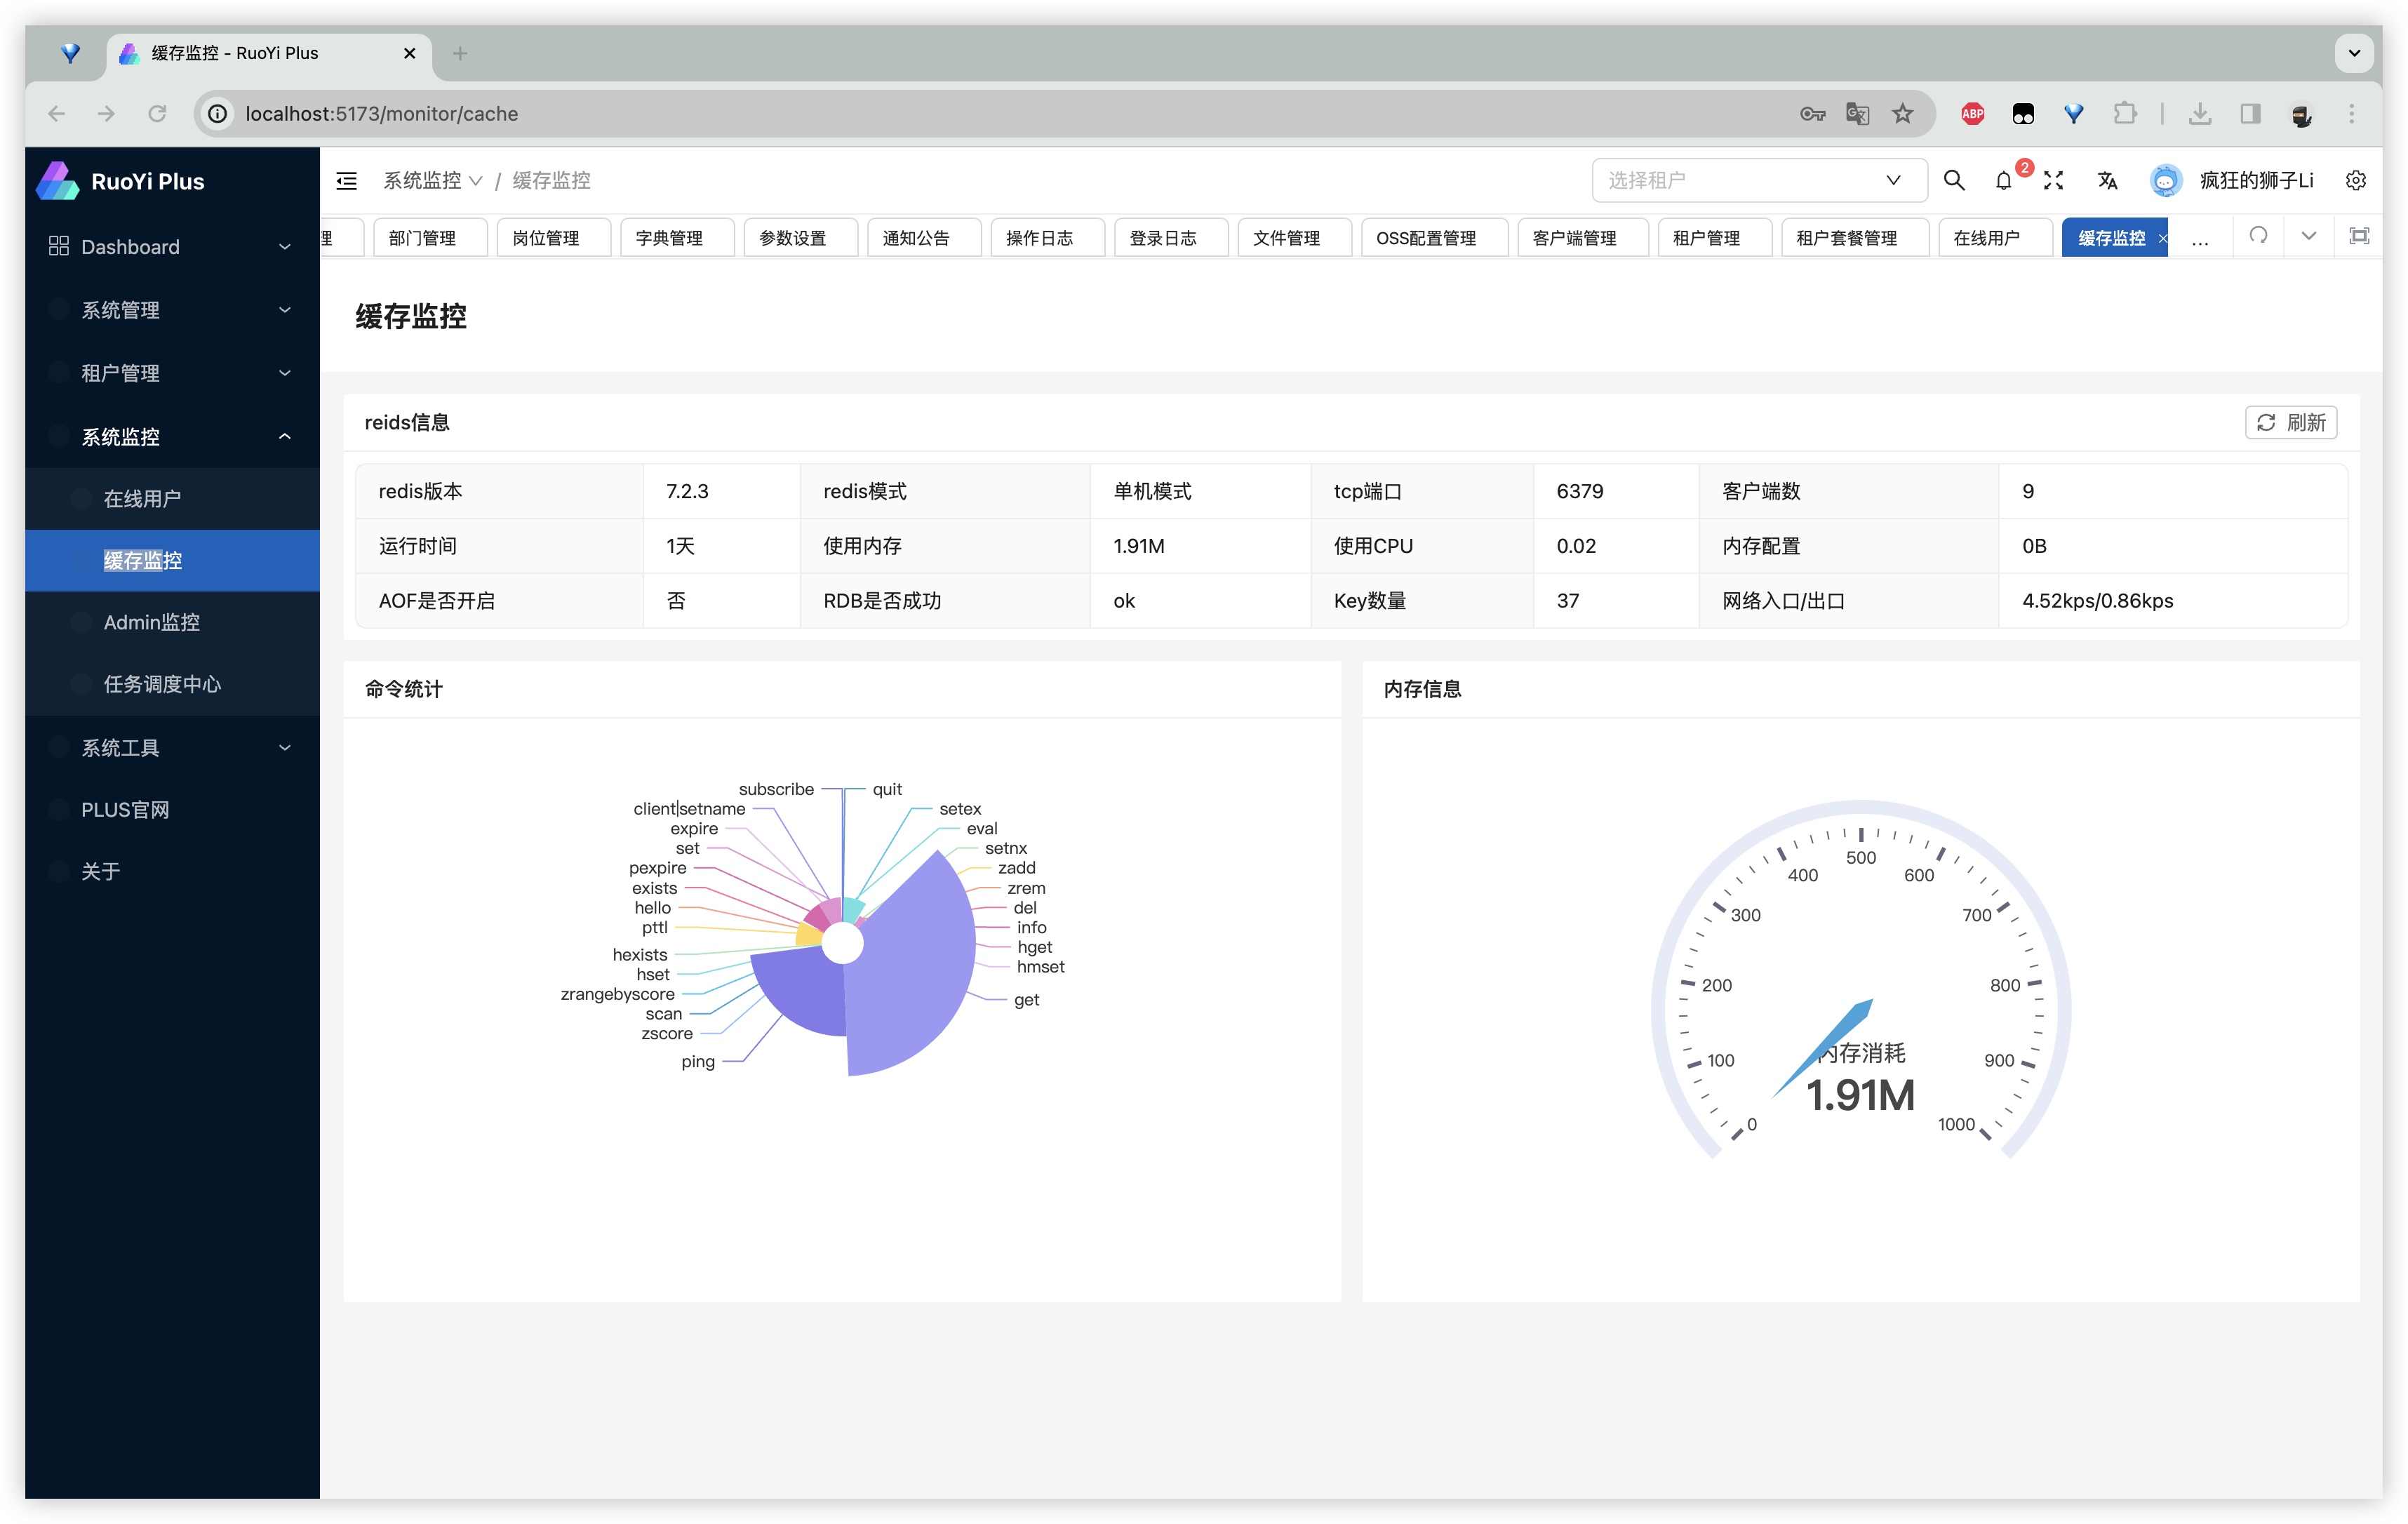 缓存监控 - RuoYi Plus
localhost:5173/monitor/cache
ABP
RuoYi Plus
系统监控 / 缓存监控
选择租户
2
疯狂的狮子Li
理
部门管理
岗位管理
字典管理
参数设置
通知公告
操作日志
登录日志
文件管理
OSS配置管理
客户端管理
租户管理
租户套餐管理
在线用户
缓存监控
...
Dashboard
系统管理
租户管理
系统监控
在线用户
缓存监控
Admin监控
任务调度中心
系统工具
PLUS官网
关于
缓存监控
reids信息
刷新
redis版本 7.2.3 redis模式 单机模式 tcp端口 6379 客户端数 9
运行时间 1天 使用内存 1.91M 使用CPU 0.02 内存配置 0B
AOF是否开启 否 RDB是否成功 ok Key数量 37 网络入口/出口 4.52kps/0.86kps
命令统计
subscribe
client|setname
expire
set
pexpire
exists
hello
pttl
hexists
hset
zrangebyscore
scan
zscore
ping
quit
setex
eval
setnx
zadd
zrem
del
info
hget
hmset
get
内存信息
0
100
200
300
400
500
600
700
800
900
1000
内存消耗
1.91M